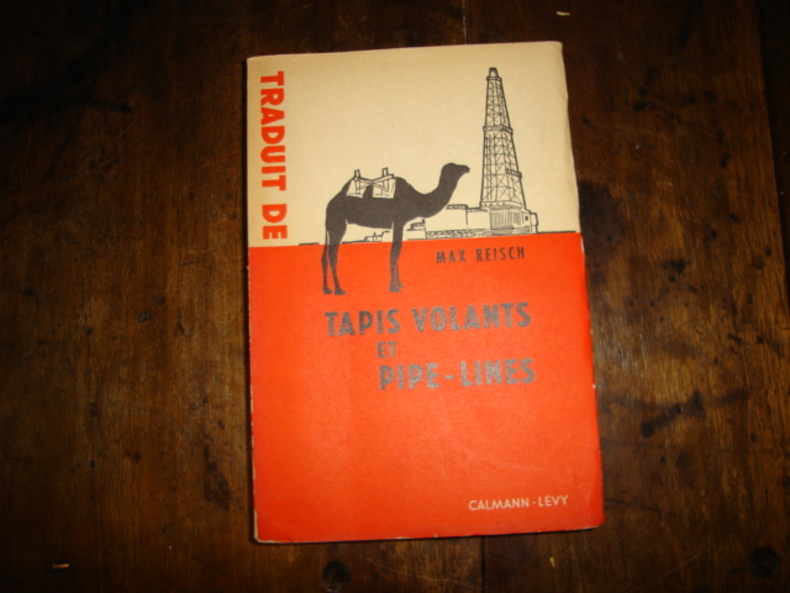 TRADUIT DE
MAX REISCH
TAPIS VOLANTS
ET
PIPE-LINES
CALMANN-LEVY